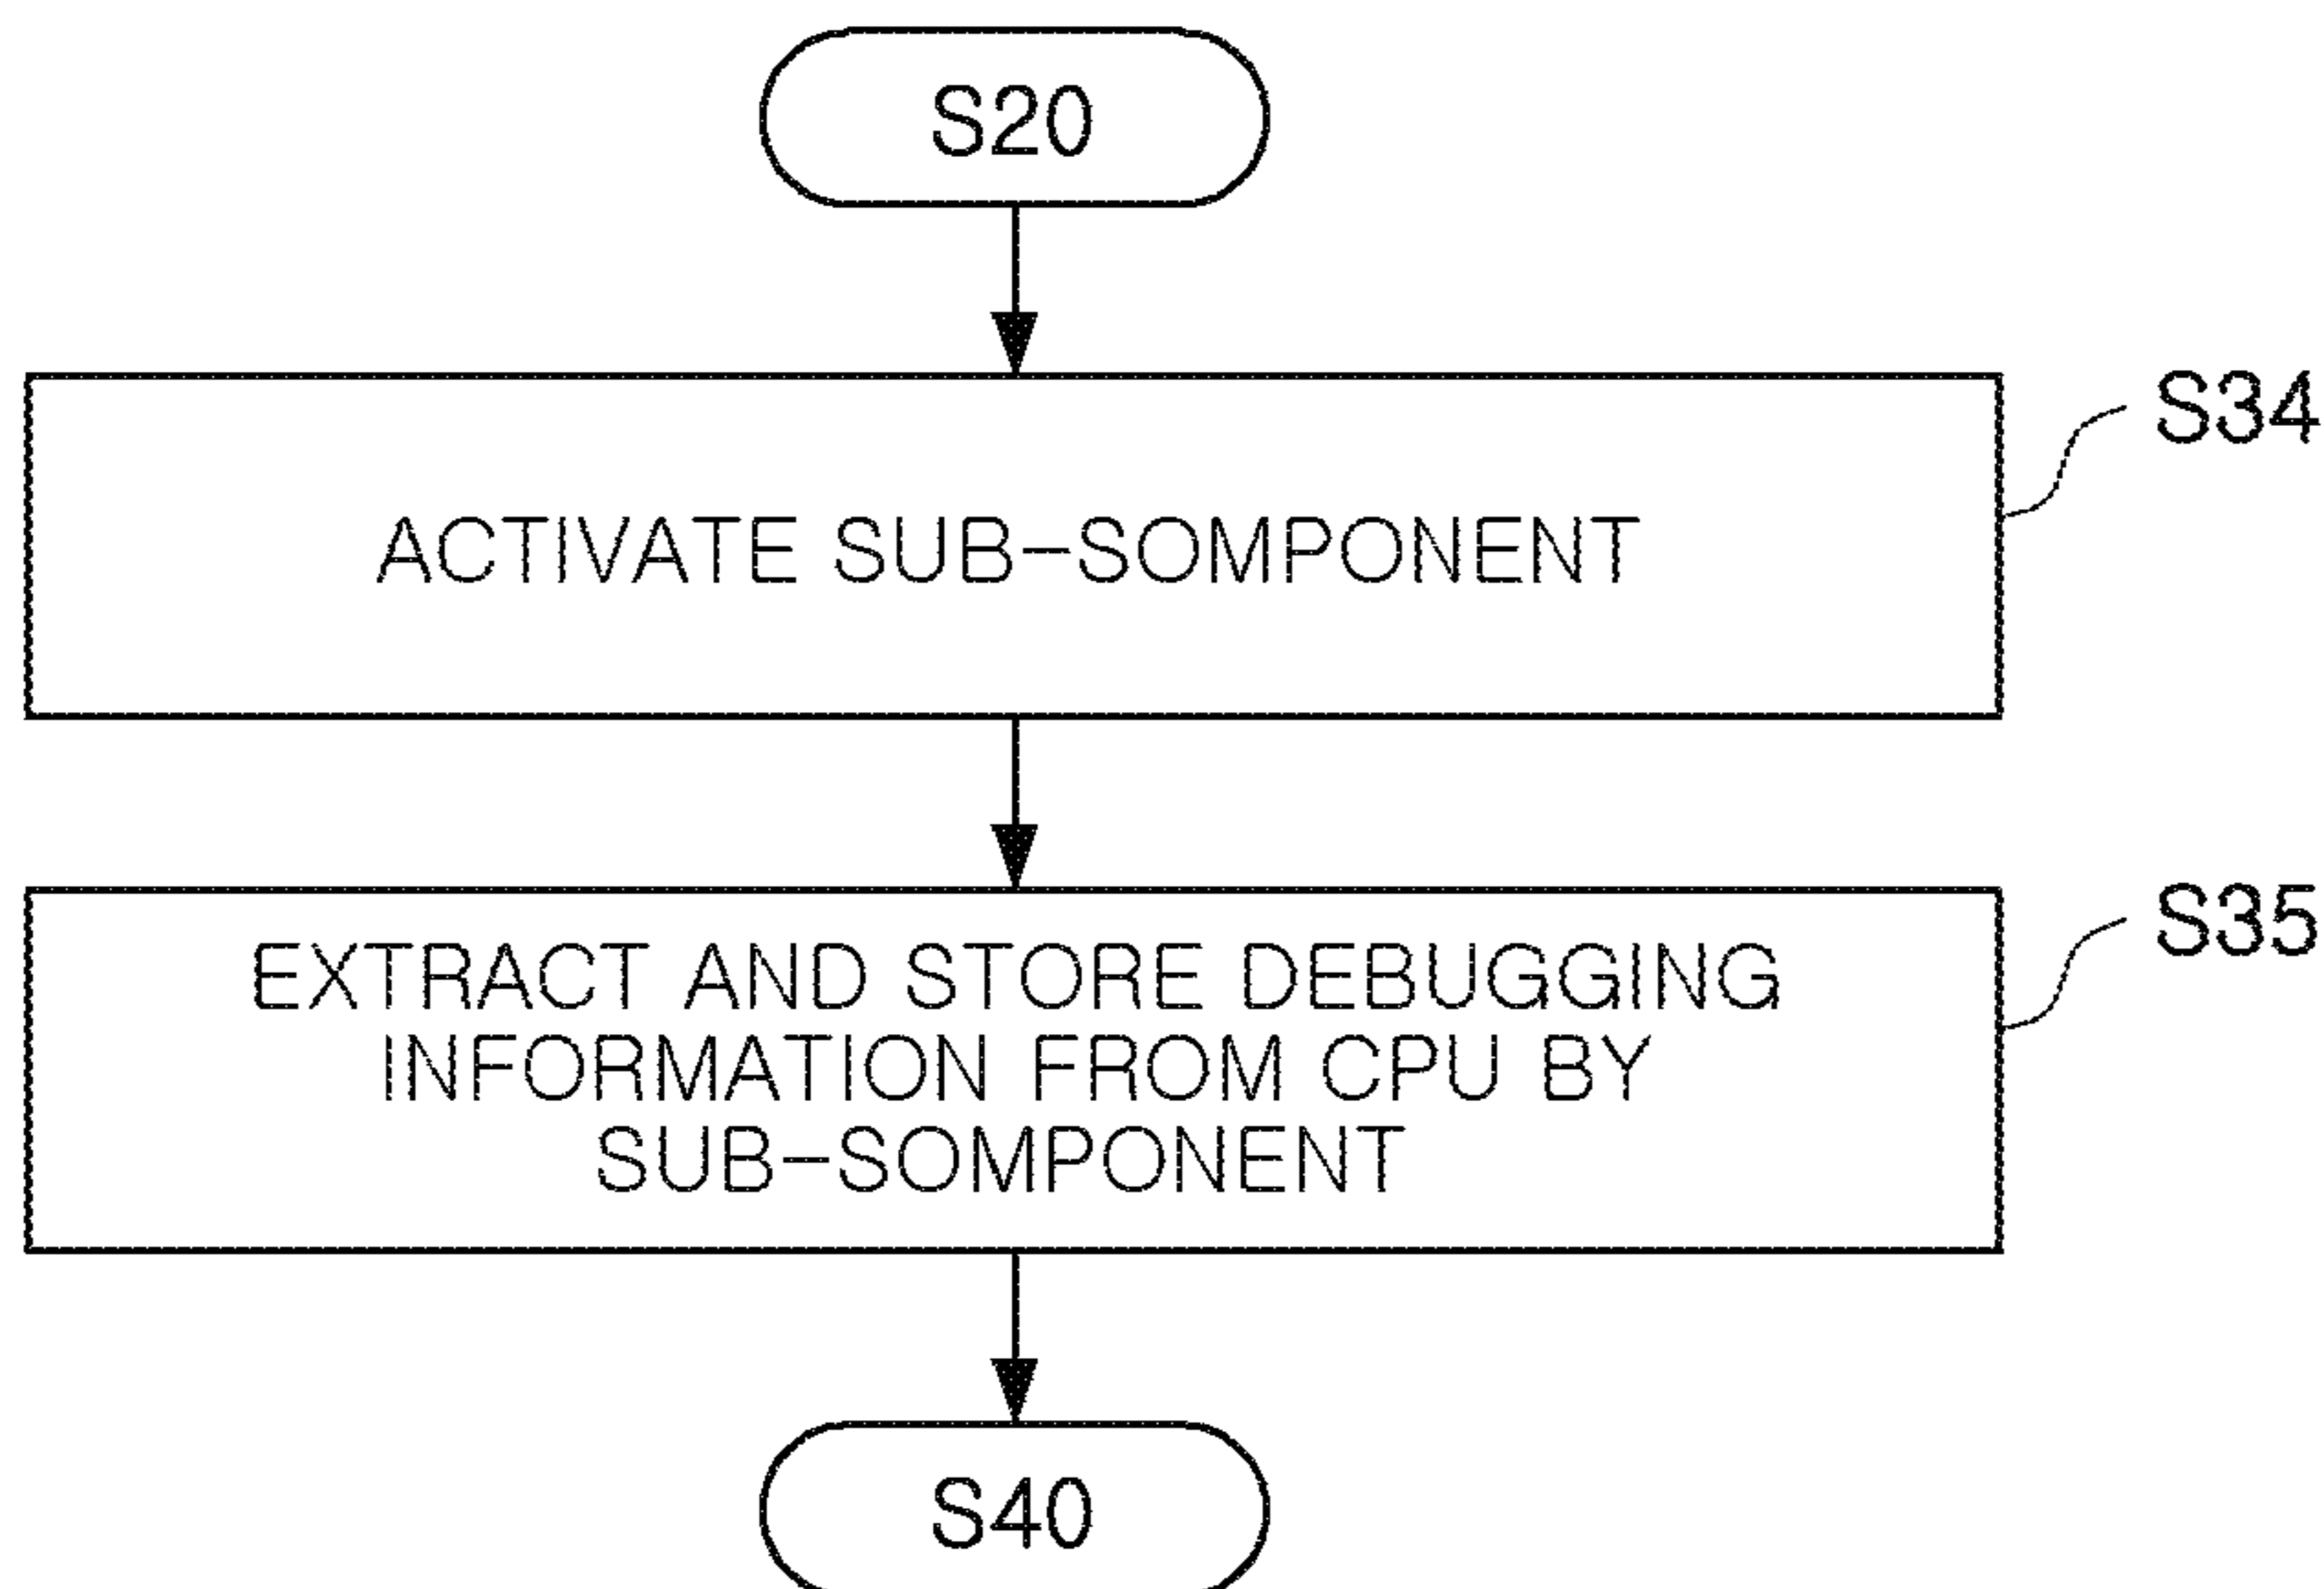 S20
S34
ACTIVATE SUB-SOMPONENT
S35
EXTRACT AND STORE DEBUGGING
INFORMATION FROM CPU BY
SUB-SOMPONENT
S40